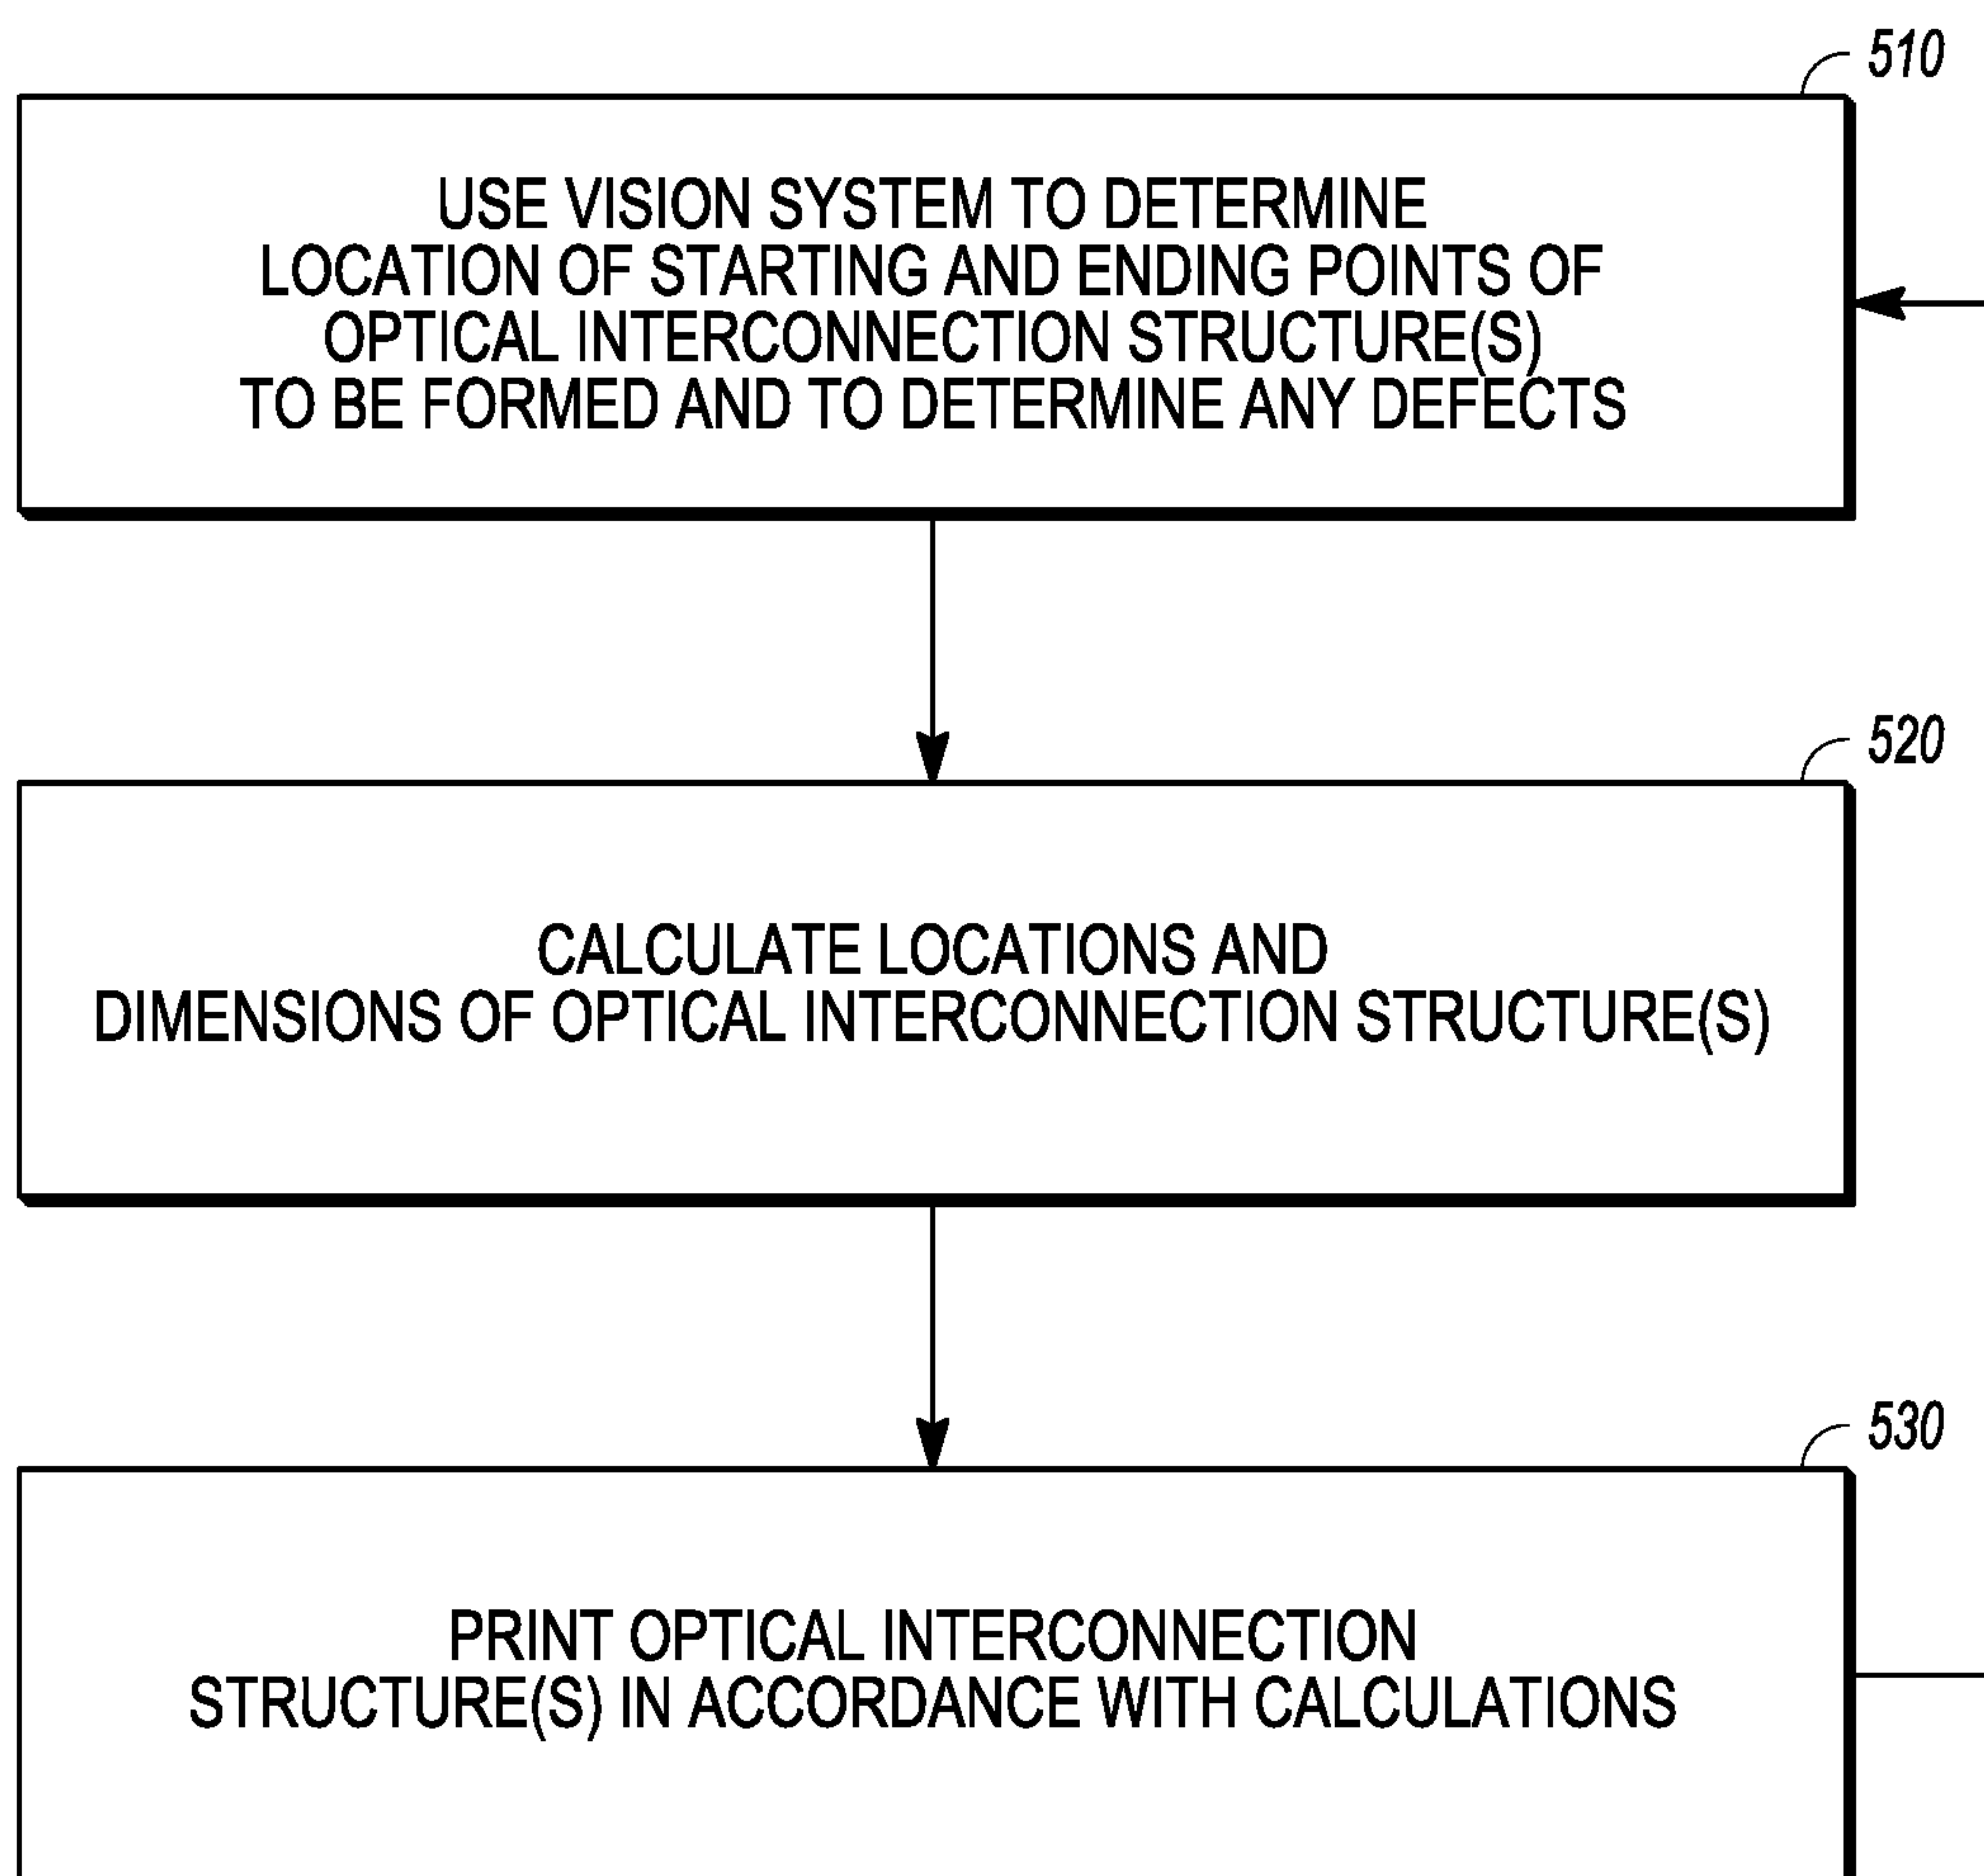 510
USE VISION SYSTEM TO DETERMINE
LOCATION OF STARTING AND ENDING POINTS OF
OPTICAL INTERCONNECTION STRUCTURE(S)
TO BE FORMED AND TO DETERMINE ANY DEFECTS
520
CALCULATE LOCATIONS AND
DIMENSIONS OF OPTICAL INTERCONNECTION STRUCTURE(S)
530
PRINT OPTICAL INTERCONNECTION
STRUCTURE(S) IN ACCORDANCE WITH CALCULATIONS